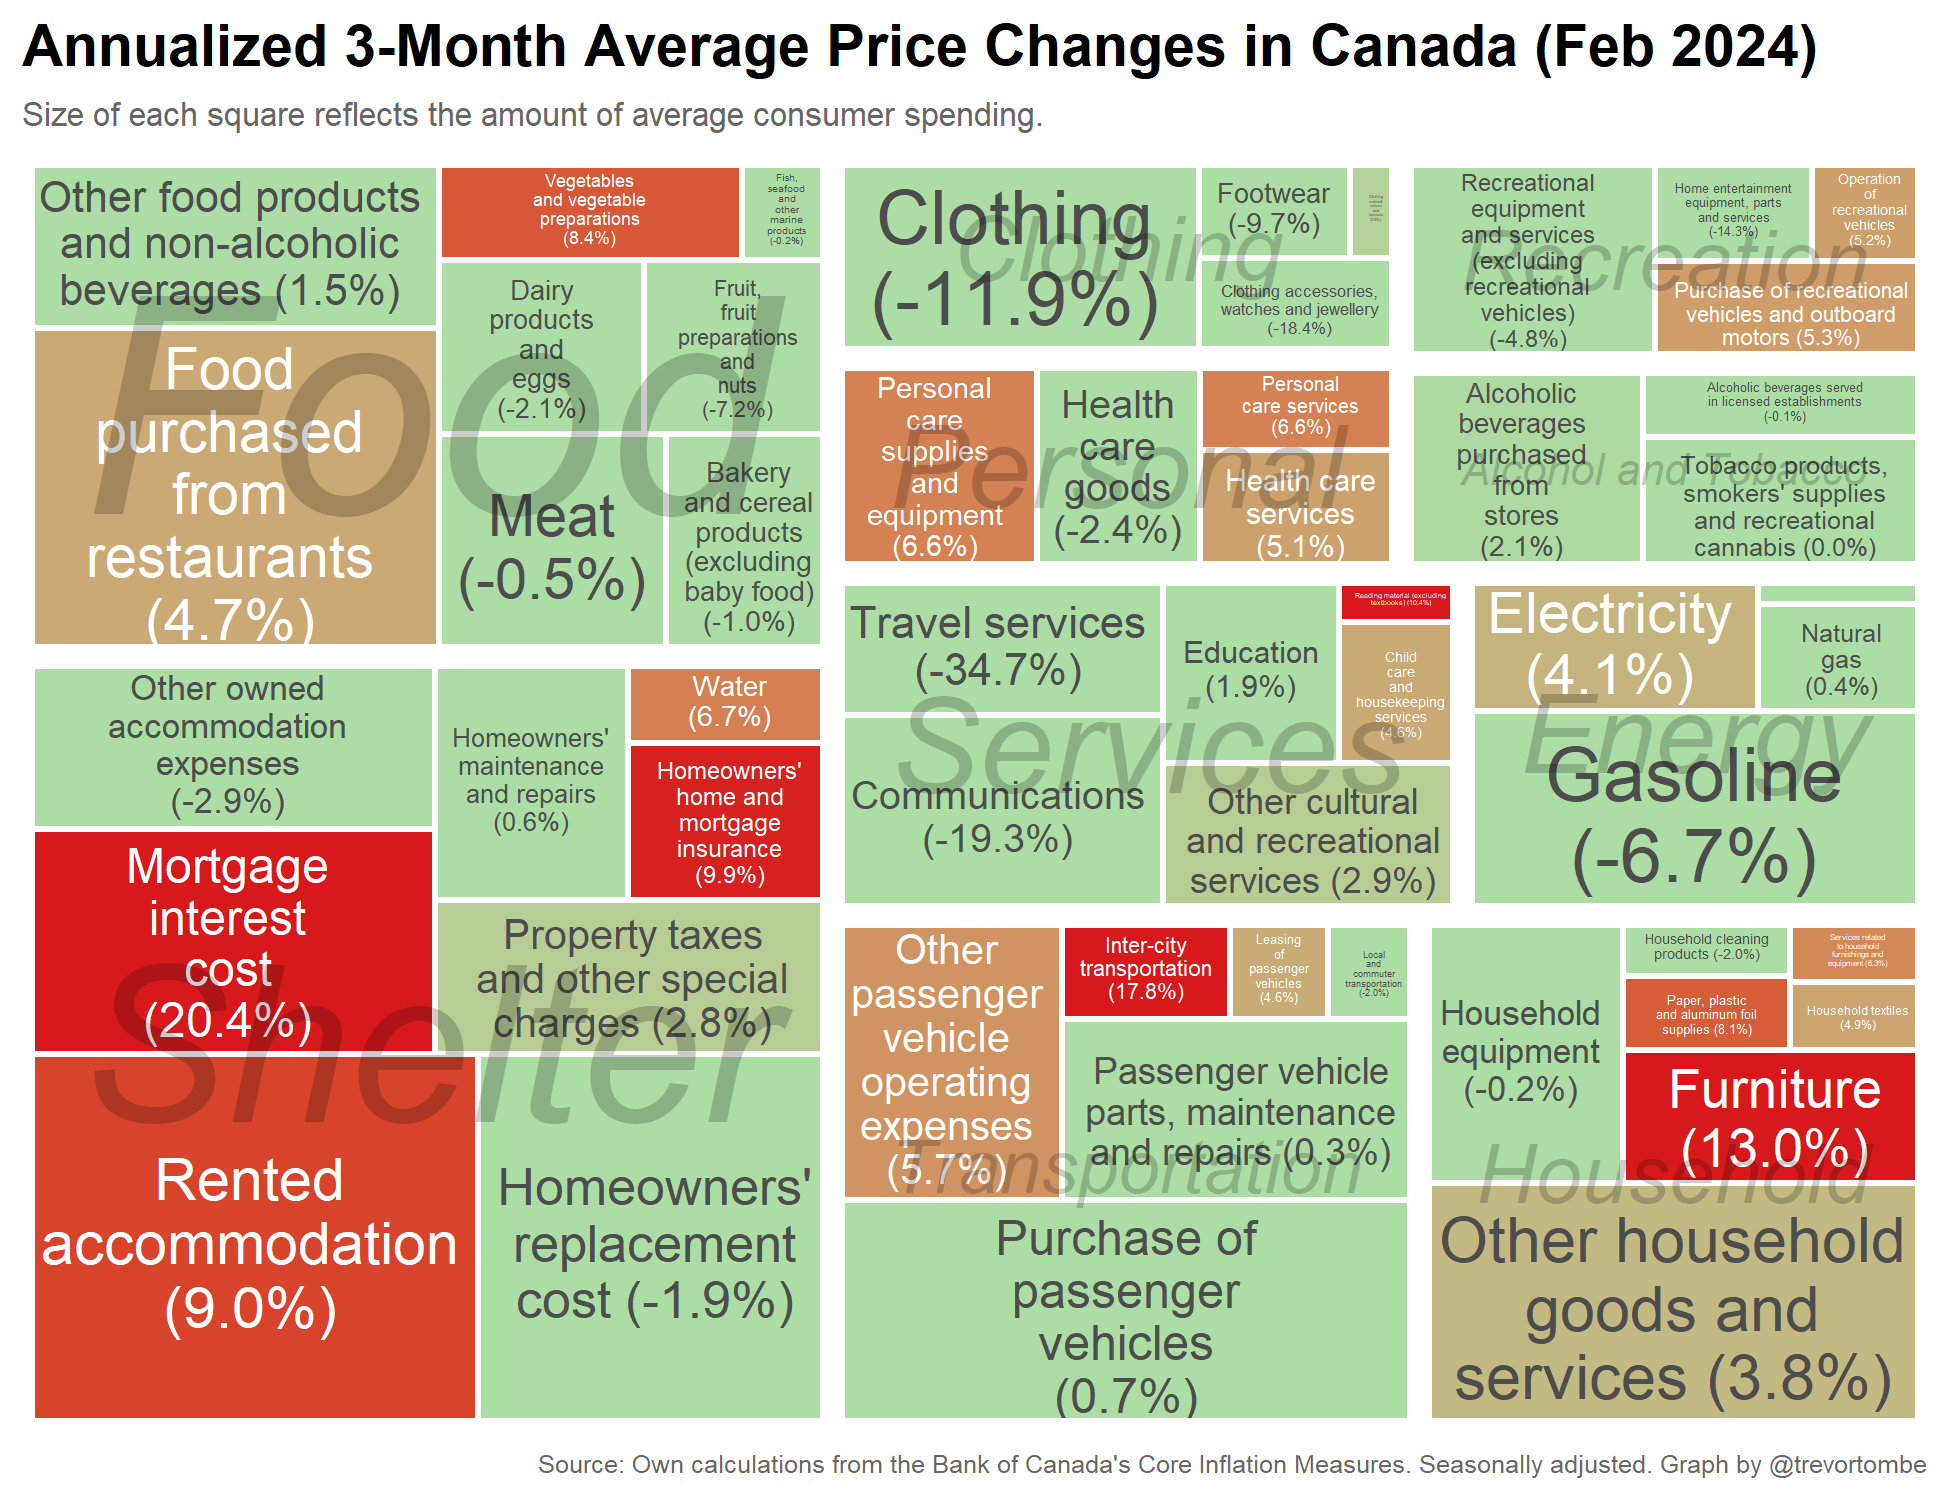 Annualized 3-Month Average Price Changes in Canada (Feb 2024)
Size of each square reflects the amount of average consumer spending.
Food
Other food products
and non-alcoholic
beverages (1.5%)
Vegetables
and vegetable
preparations
(8.4%)
Fish,
seafood
and
other
marine
products
(-0.2%)
Food
purchased
from
restaurants
(4.7%)
Dairy
products
and
eggs
(-2.1%)
Fruit,
fruit
preparations
and
nuts
(-7.2%)
Meat
(-0.5%)
Bakery
and cereal
products
(excluding
baby food)
(-1.0%)
Clothing
Clothing
(-11.9%)
Footwear
(-9.7%)
Clothing accessories,
watches and jewellery
(-18.4%)
Recreation
Recreational
equipment
and services
(excluding
recreational
vehicles)
(-4.8%)
Home entertainment
equipment, parts
and services
(-14.3%)
Operation
of
recreational
vehicles
(5.2%)
Purchase of recreational
vehicles and outboard
motors (5.3%)
Personal
Personal
care
supplies
and
equipment
(6.6%)
Health
care
goods
(-2.4%)
Personal
care services
(6.6%)
Health care
services
(5.1%)
Alcohol and Tobacco
Alcoholic
beverages
purchased
from
stores
(2.1%)
Alcoholic beverages served
in licensed establishments
(-0.1%)
Tobacco products,
smokers' supplies
and recreational
cannabis (0.0%)
Services
Travel services
(-34.7%)
Education
(1.9%)
Reading material (excluding
textbooks) (10.4%)
Child
care
and
housekeeping
services
(4.6%)
Communications
(-19.3%)
Other cultural
and recreational
services (2.9%)
Energy
Electricity
(4.1%)
Natural
gas
(0.4%)
Gasoline
(-6.7%)
Shelter
Other owned
accommodation
expenses
(-2.9%)
Homeowners'
maintenance
and repairs
(0.6%)
Water
(6.7%)
Homeowners'
home and
mortgage
insurance
(9.9%)
Mortgage
interest
cost
(20.4%)
Property taxes
and other special
charges (2.8%)
Rented
accommodation
(9.0%)
Homeowners'
replacement
cost (-1.9%)
Transportation
Other
passenger
vehicle
operating
expenses
(5.7%)
Inter-city
transportation
(17.8%)
Leasing
of
passenger
vehicles
(4.6%)
Local
and
commuter
transportation
(-2.0%)
Passenger vehicle
parts, maintenance
and repairs (0.3%)
Purchase of
passenger
vehicles
(0.7%)
Household
Household
equipment
(-0.2%)
Household cleaning
products (-2.0%)
Services related
to household
furnishings and
equipment (6.3%)
Paper, plastic
and aluminum foil
supplies (8.1%)
Household textiles
(4.9%)
Furniture
(13.0%)
Other household
goods and
services (3.8%)
Source: Own calculations from the Bank of Canada's Core Inflation Measures. Seasonally adjusted. Graph by @trevortombe